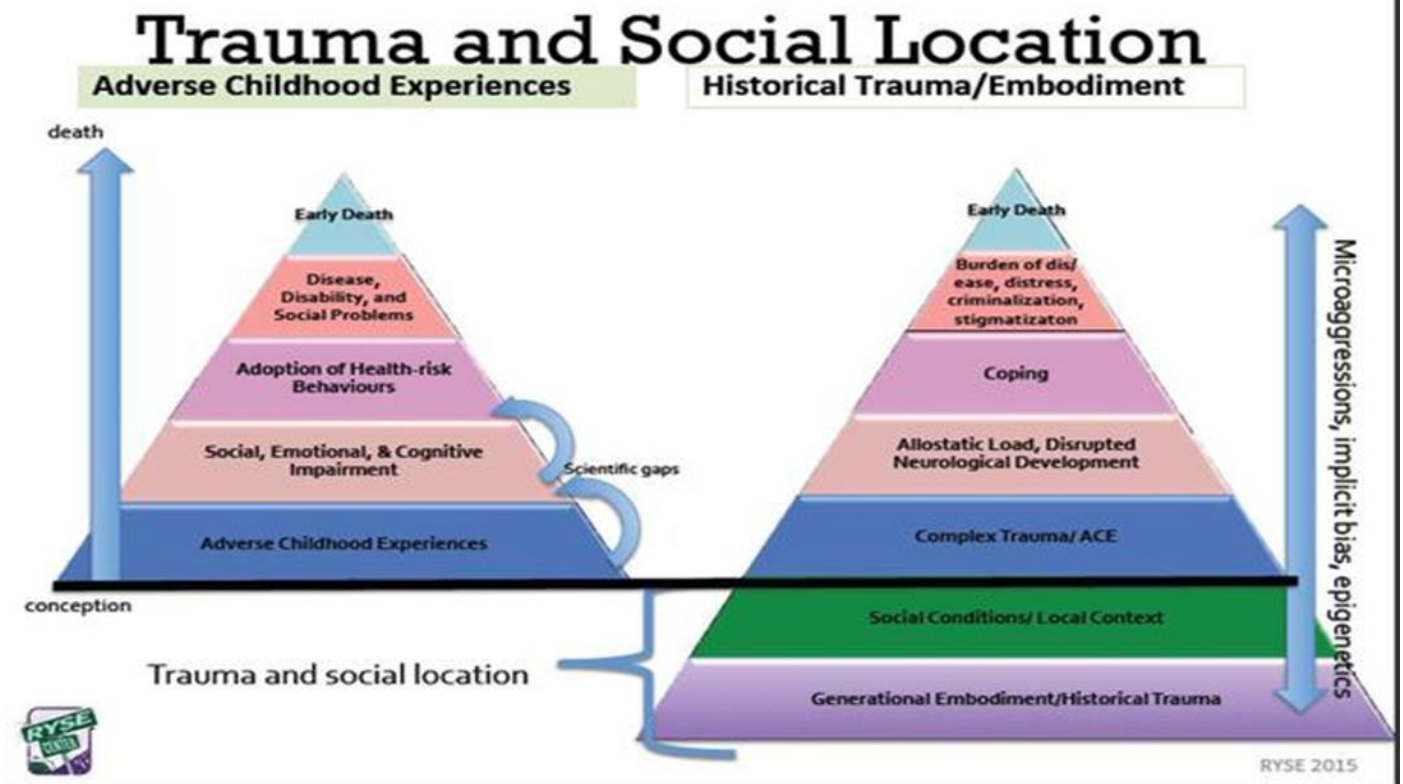 Trauma and Social Location
Adverse Childhood Experiences
Historical Trauma/Embodiment
death
Early Death
Disease,
Disability, and
Social Problems
Adoption of Health-risk
Behaviours
Social, Emotional, & Cognitive
Impairment
Scientific gaps
Adverse Childhood Experiences
conception
Trauma and social location
Early Death
Burden of dis/
ease, distress,
criminalization,
stigmatizaton
Coping
Allostatic Load, Disrupted
Neurological Development
Complex Trauma/ ACE
Social Conditions/ Local Context
Generational Embodiment/Historical Trauma
Microaggressions, implicit bias, epigenetics
RYSE
CENTER
RYSE 2015